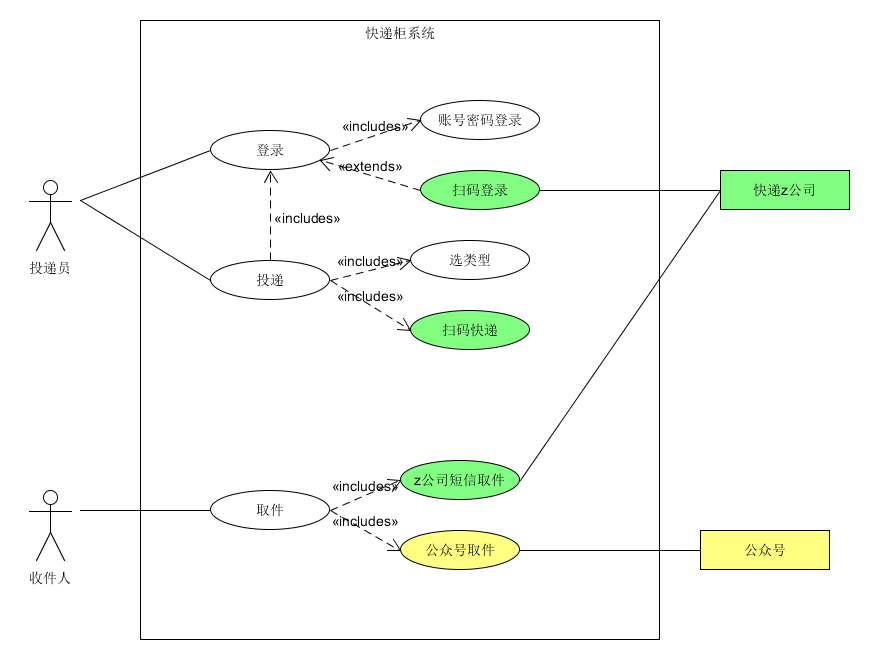 快递柜系统
账号密码登录
«includes»
登录
«extends»
扫码登录
快递z公司
«includes»
投递员
«includes»
选类型
投递
«includes»
扫码快递
«includes»
z公司短信取件
取件
«includes»
公众号取件
公众号
收件人